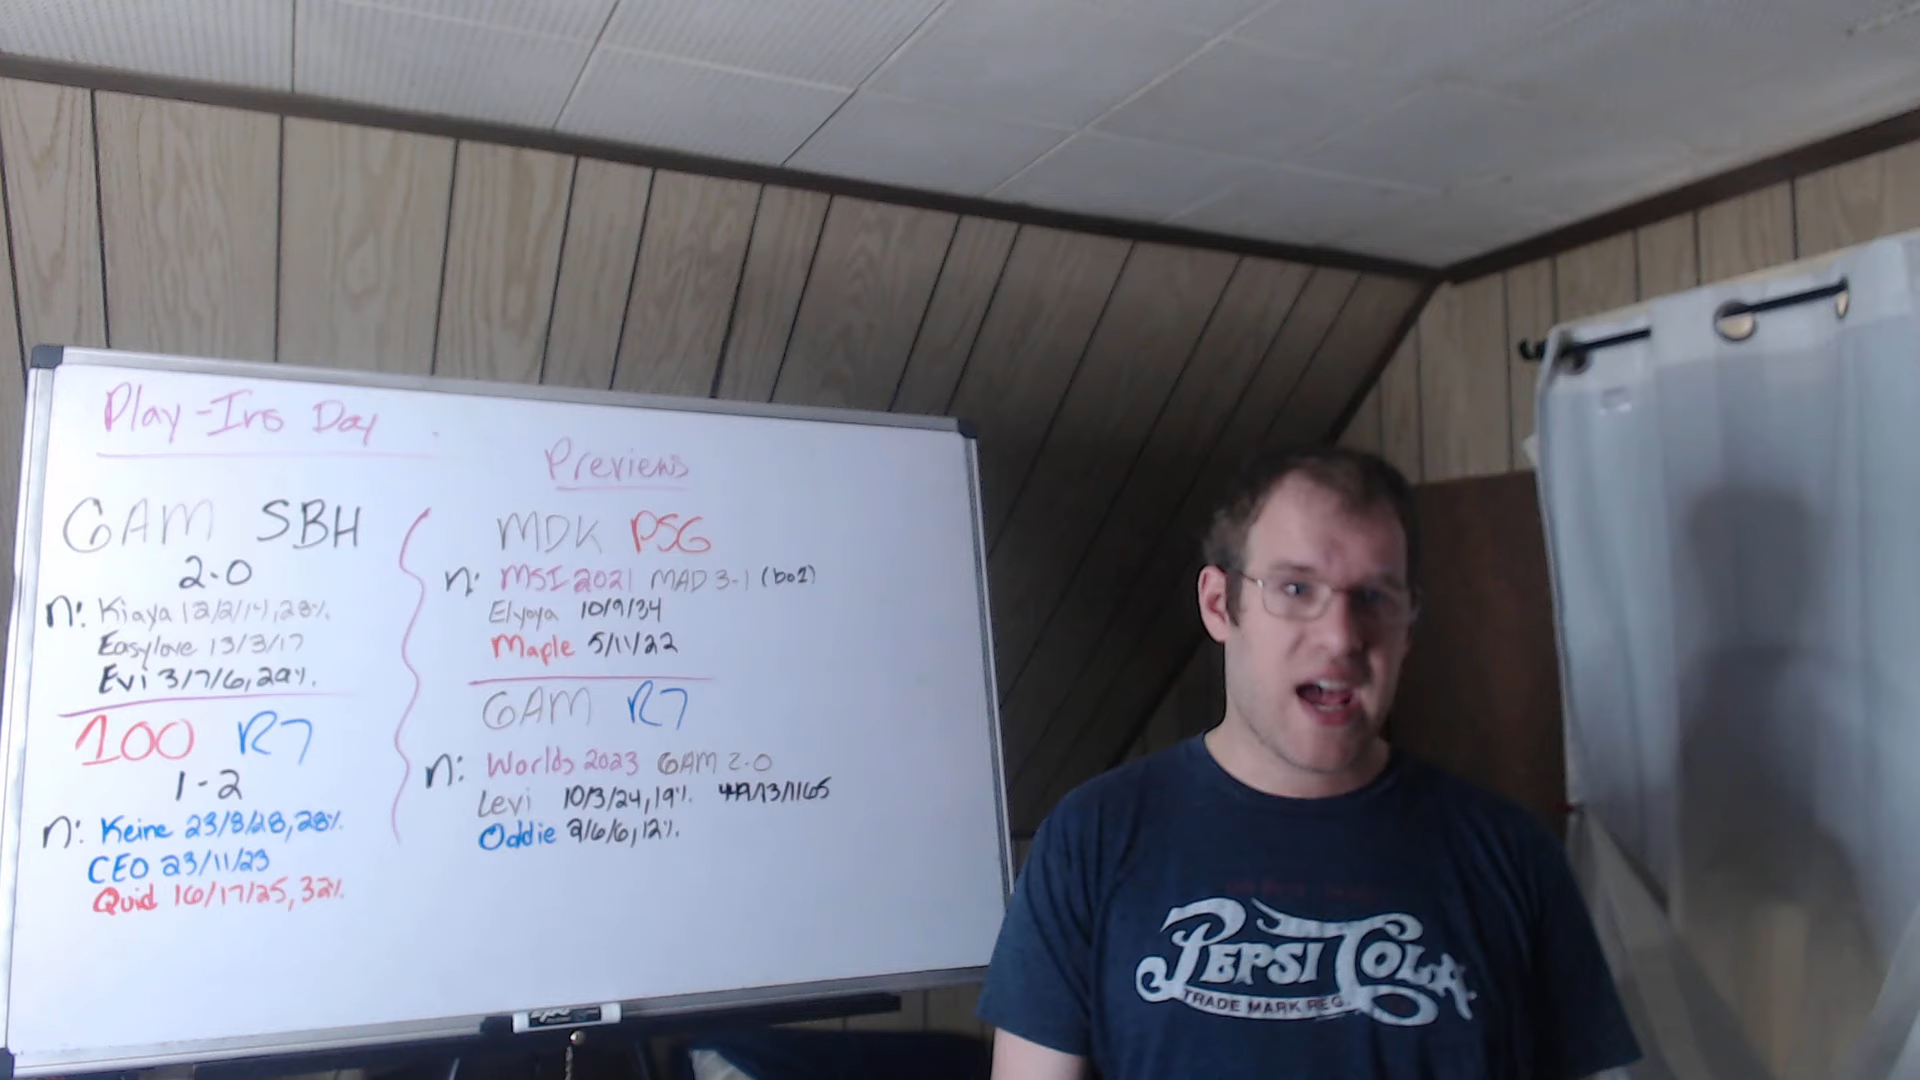 Play-Ins Day
GAM SBH
2-0
n: Kiaya 12/2/14, 28%.
Easylove 13/3/17
Evi 3/7/6, 29%.
100 R7
1-2
n: Keine 23/8/28, 28%.
CEO 23/11/23
Quid 16/17/25, 32%.
Previews
MDK PSG
n: MSI 2021 MAD 3-1
Elyoya 10/9/34
Maple 5/11/22
GAM R7
n: Worlds 2023 GAM 2-0
Levi 10/3/24, 19%.
Oddie 2/6/6, 12%.
PEPSI COLA
TRADE MARK REG.